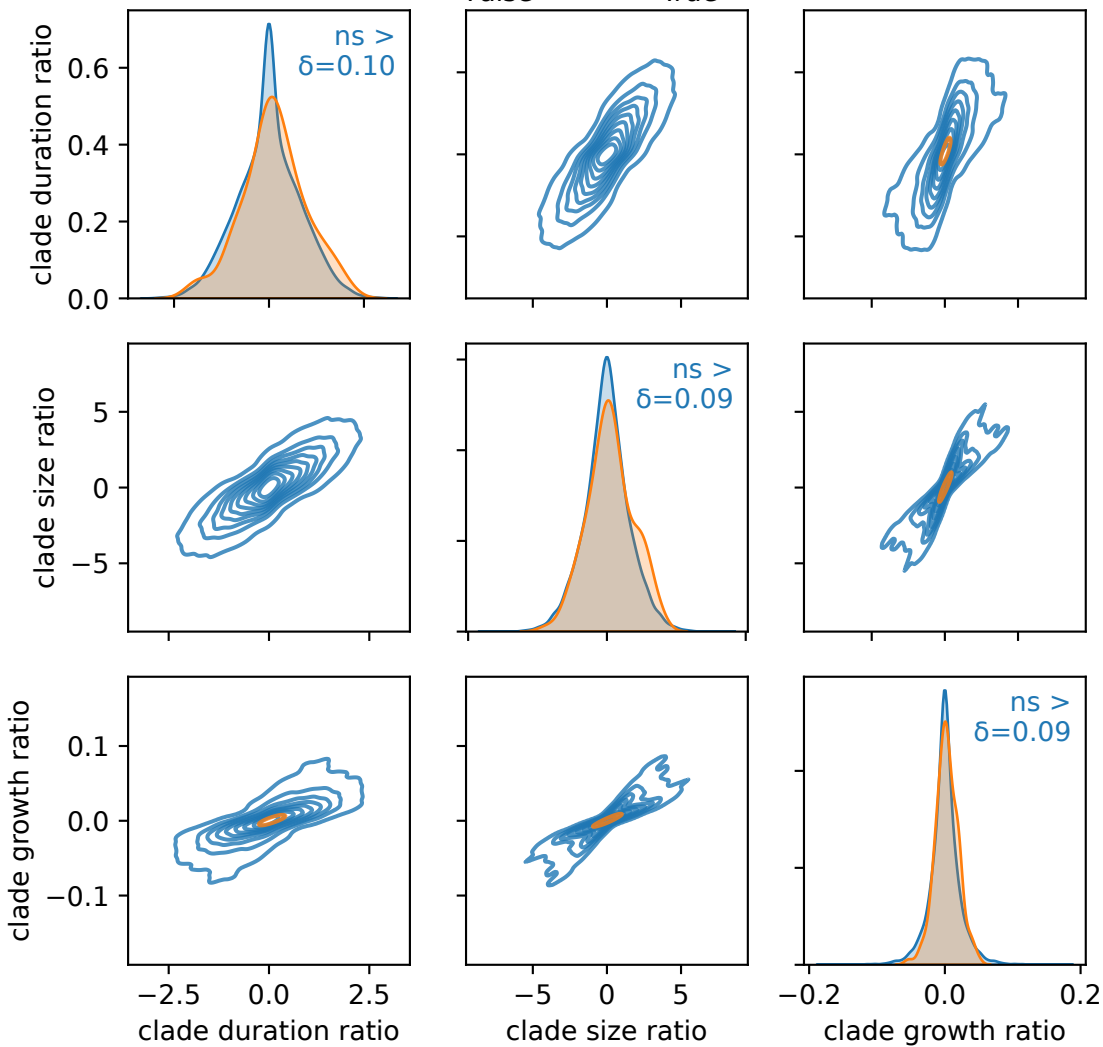 clade duration ratio
0.6
0.4
0.2
0.0
ns >
δ=0.10
clade size ratio
5
0
−5
ns >
δ=0.09
clade growth ratio
0.1
0.0
−0.1
ns >
δ=0.09
−2.5 0.0 2.5
0 5
−0.2 0.0 0.2
clade duration ratio
clade size ratio
clade growth ratio